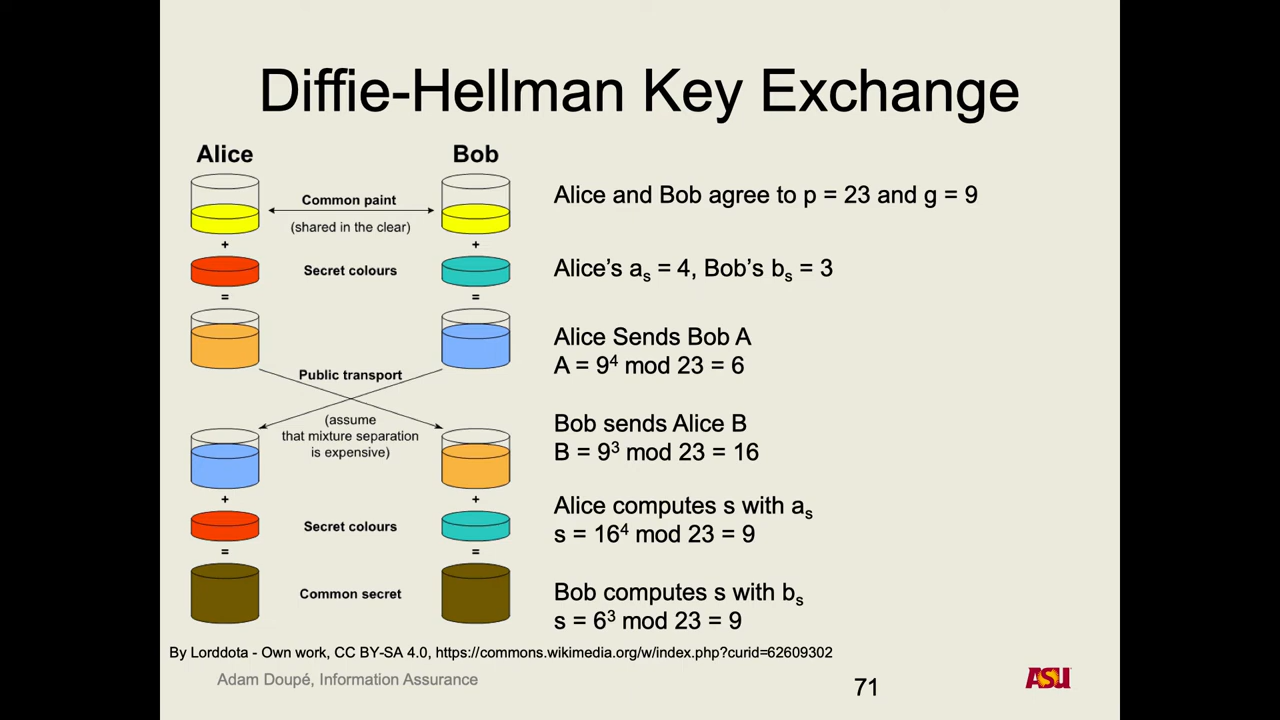 Diffie-Hellman Key Exchange
Alice
Bob
Common paint
(shared in the clear)
+
+
Secret colours
=
=
Public transport
(assume
that mixture separation
is expensive)
+
+
Secret colours
=
=
Common secret
Alice and Bob agree to p = 23 and g = 9
Alice’s aₛ = 4, Bob’s bₛ = 3
Alice Sends Bob A
A = 9⁴ mod 23 = 6
Bob sends Alice B
B = 9³ mod 23 = 16
Alice computes s with aₛ
s = 16⁴ mod 23 = 9
Bob computes s with bₛ
s = 6³ mod 23 = 9
By Lorddota - Own work, CC BY-SA 4.0, https://commons.wikimedia.org/w/index.php?curid=62609302
Adam Doupé, Information Assurance
71
ASU